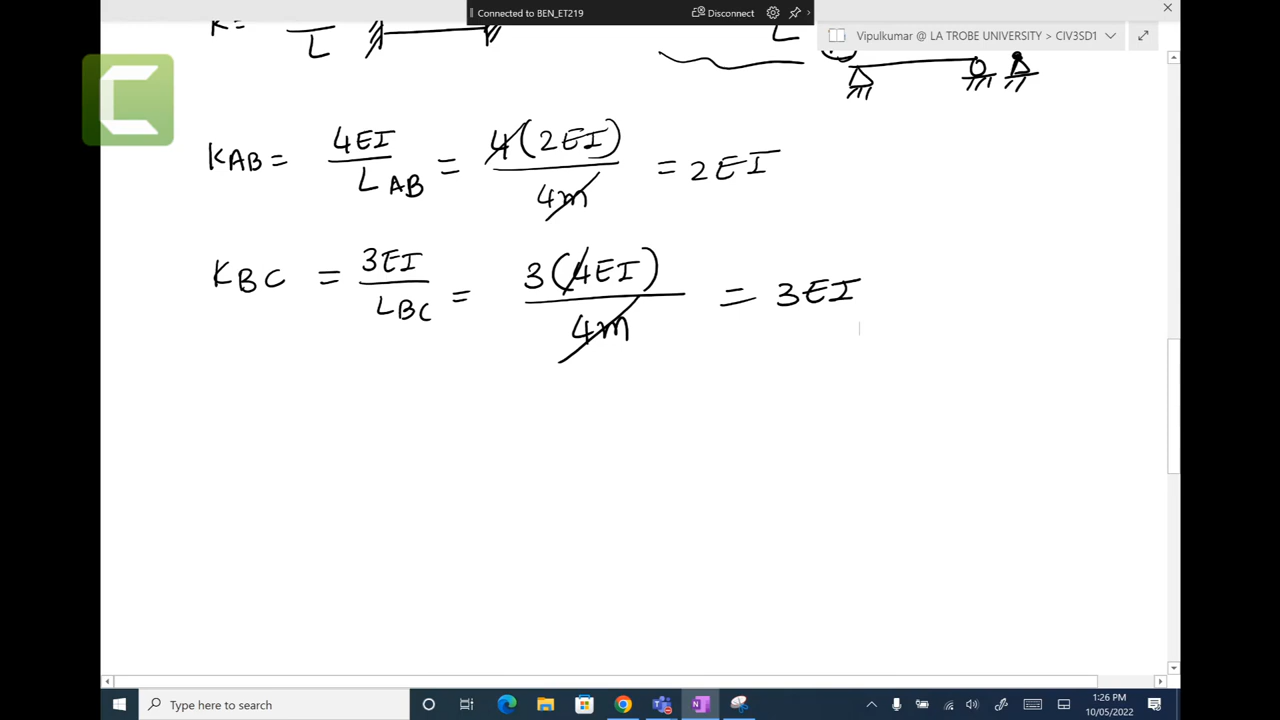 Connected to BEN_ET219 Disconnect
Vipulkumar @ LA TROBE UNIVERSITY > CIV3SD1
K= — L
L
KAB = 4EI / LAB = 4(2EI) / 4m = 2EI
KBC = 3EI / LBC = 3(4EI) / 4m = 3EI
Type here to search
1:26 PM
10/05/2022